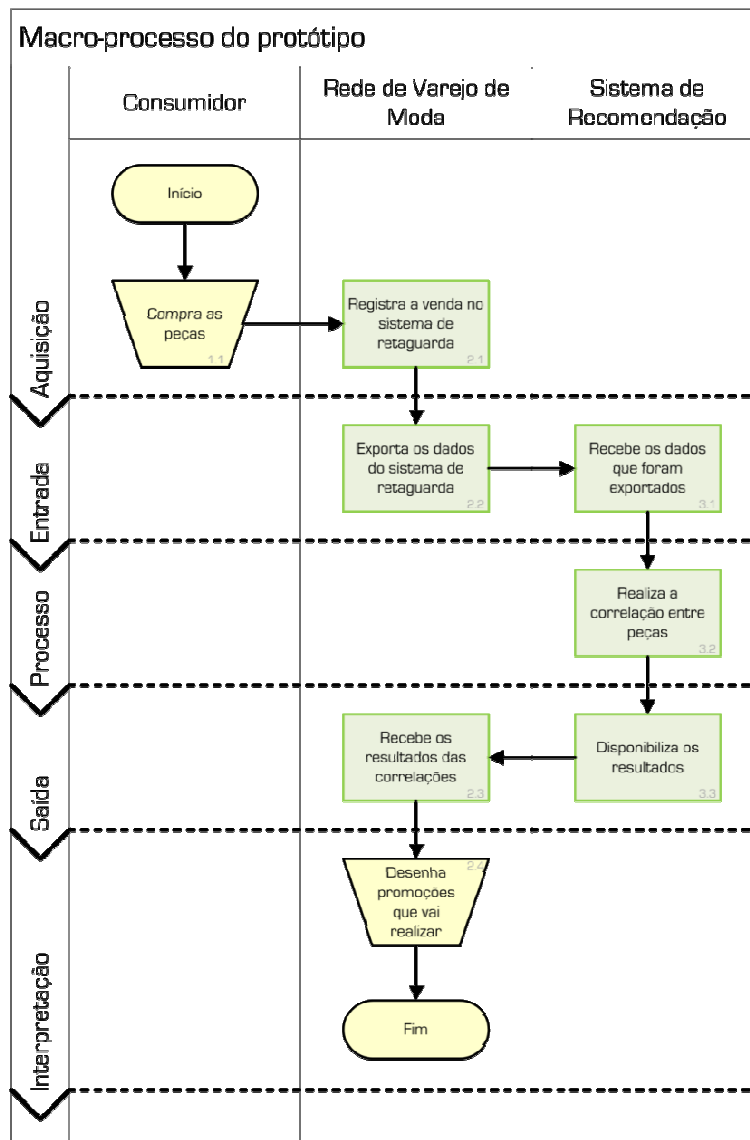 Macro-processo do protótipo
Consumidor
Rede de Varejo de
Moda
Sistema de
Recomendação
Aquisição
Início
Compra as
peças
1.1
Registra a venda no
sistema de
retaguarda
2.1
Entrada
Exporta os dados
do sistema de
retaguarda
2.2
Recebe os dados
que foram
exportados
3.1
Processo
Realiza a
correlação entre
peças
3.2
Saída
Recebe os
resultados das
correlações
2.3
Disponibiliza os
resultados
3.3
Interpretação
2.4
Desenha
promoções
que vai
realizar
Fim